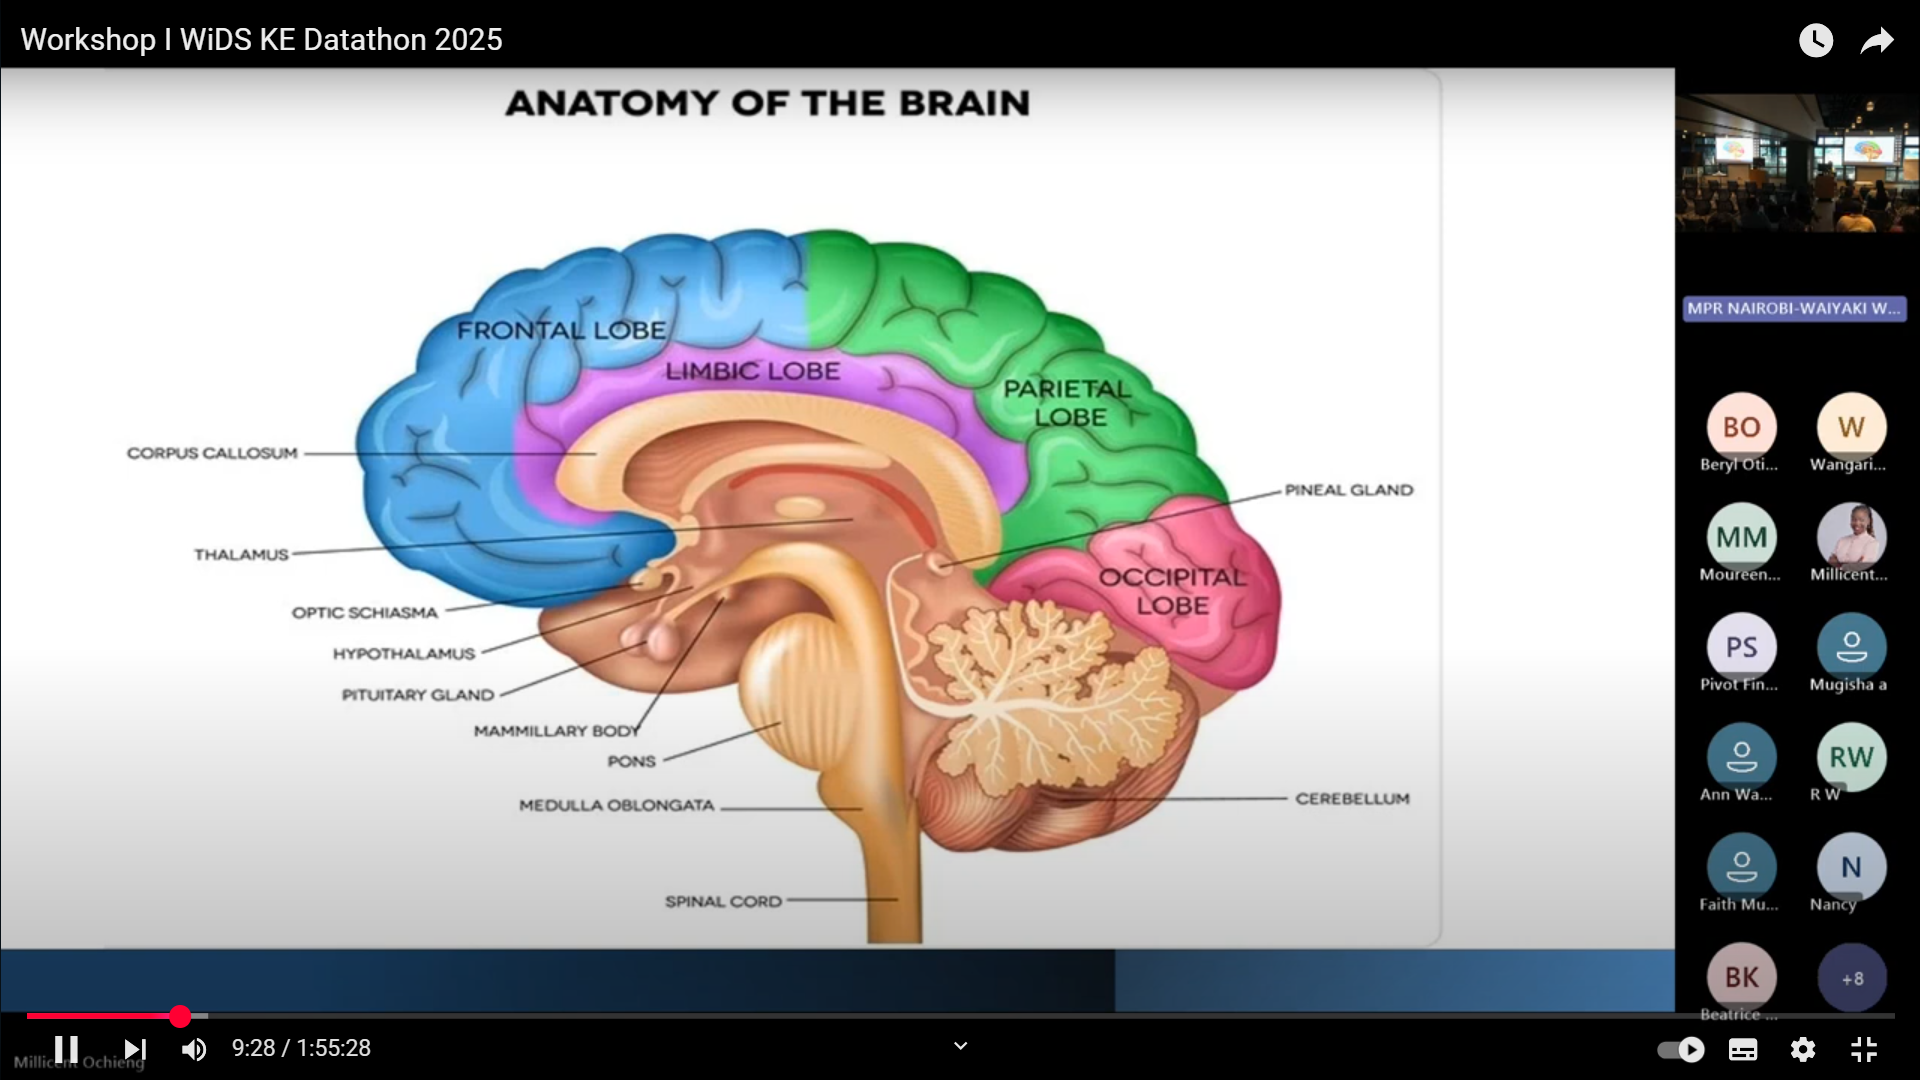 Workshop I WiDS KE Datathon 2025
ANATOMY OF THE BRAIN
FRONTAL LOBE
LIMBIC LOBE
PARIETAL
LOBE
CORPUS CALLOSUM
PINEAL GLAND
THALAMUS
OCCIPITAL
LOBE
OPTIC SCHIASMA
HYPOTHALAMUS
PITUITARY GLAND
MAMMILLARY BODY
PONS
MEDULLA OBLONGATA
CEREBELLUM
SPINAL CORD
MPR NAIROBI-WAIYAKI W...
BO
W
Beryl Oti...
Wangari...
MM
Moureen...
Millicent...
PS
Pivot Fin...
Mugisha a
RW
Ann Wa...
R W
N
Faith Mu...
Nancy
BK
+8
Beatrice ...
9:28 / 1:55:28
Millicent Ochieng